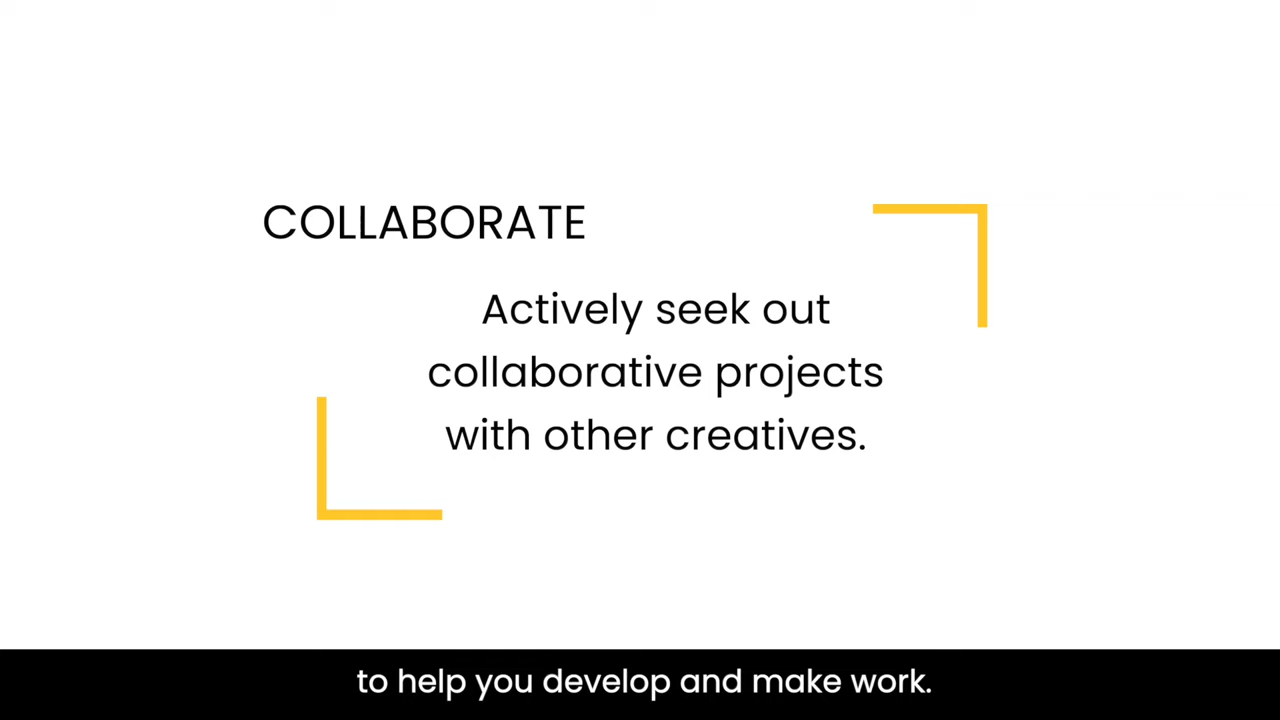 COLLABORATE
Actively seek out
collaborative projects
with other creatives.
to help you develop and make work.